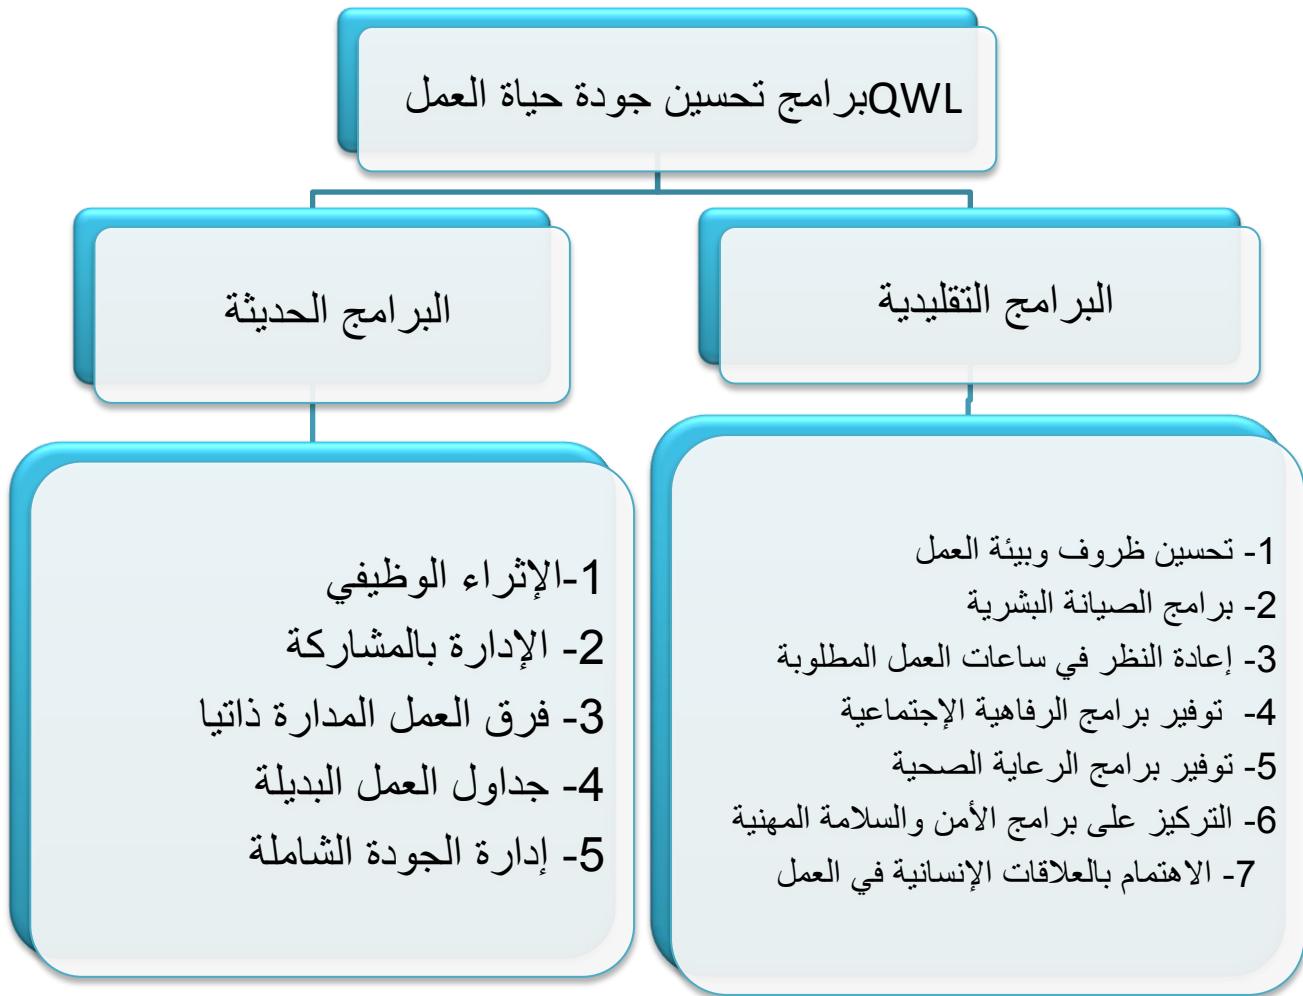 برامج تحسين جودة حياة العمل QWL
البرامج التقليدية
1- تحسين ظروف وبيئة العمل
2- برامج الصيانة البشرية
3- إعادة النظر في ساعات العمل المطلوبة
4- توفير برامج الرفاهية الإجتماعية
5- توفير برامج الرعاية الصحية
6- التركيز على برامج الأمن والسلامة المهنية
7- الاهتمام بالعلاقات الإنسانية في العمل
البرامج الحديثة
1-الإثراء الوظيفي
2- الإدارة بالمشاركة
3- فرق العمل المدارة ذاتيا
4- جداول العمل البديلة
5- إدارة الجودة الشاملة